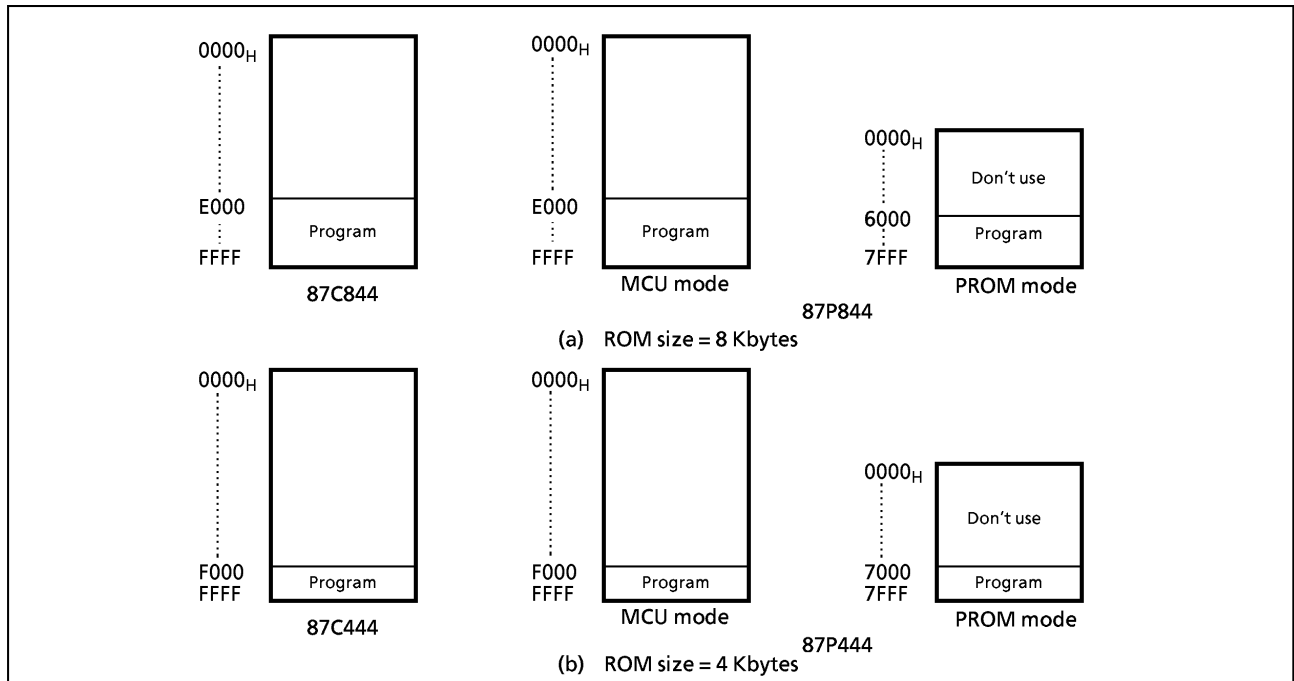 0000H
E000
FFFF
Program
87C844
0000H
E000
FFFF
Program
MCU mode
0000H
Don't use
6000
Program
7FFF
PROM mode
87P844
(a) ROM size = 8 Kbytes
0000H
F000
FFFF
Program
87C444
0000H
F000
FFFF
Program
MCU mode
0000H
Don't use
7000
7FFF
Program
PROM mode
87P444
(b) ROM size = 4 Kbytes